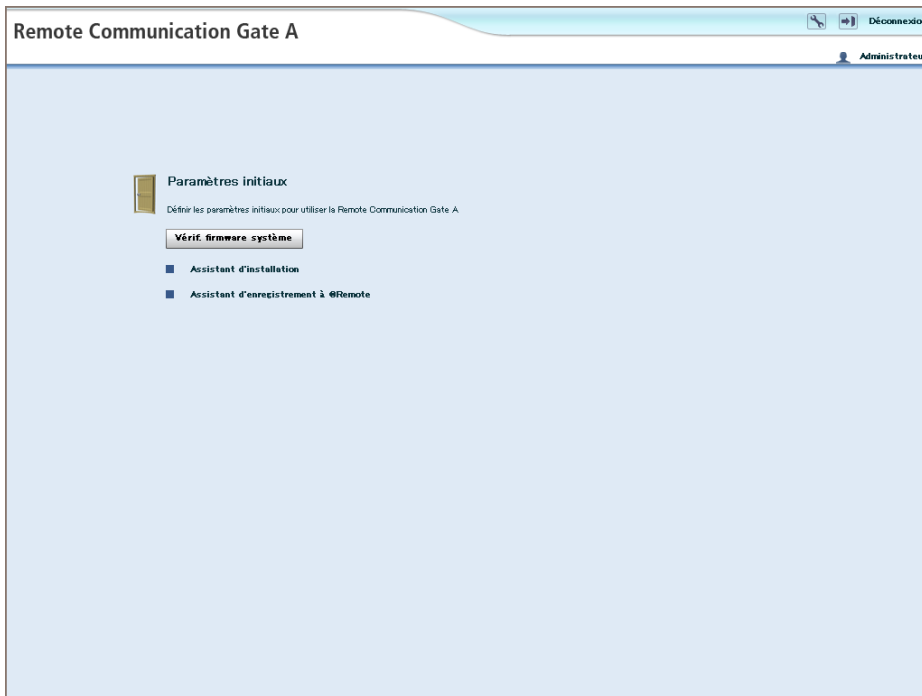 Remote Communication Gate A
Déconnexio
Administrateu
Paramètres initiaux
Définir les paramètres initiaux pour utiliser la Remote Communication Gate A
Vérif. firmware système
Assistant d'installation
Assistant d'enregistrement à @Remote